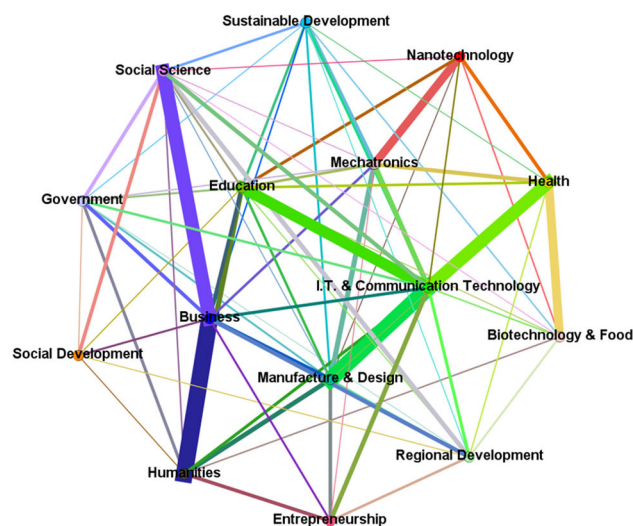 Sustainable Development
Nanotechnology
Social Science
Mechatronics
Education
Health
Government
I.T. & Communication Technology
Business
Biotechnology & Food
Social Development
Manufacture & Design
Regional Development
Humanities
Entrepreneurship